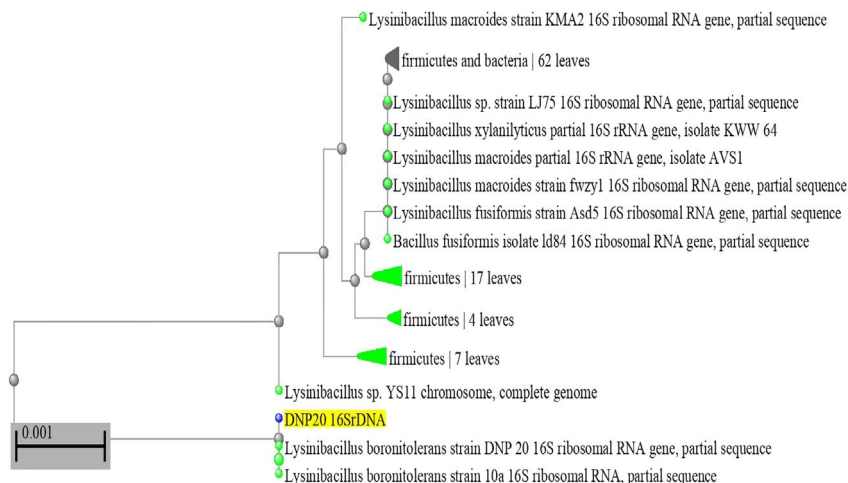 Lysinibacillus macroides strain KMA2 16S ribosomal RNA gene, partial sequence
firmicutes and bacteria | 62 leaves
Lysinibacillus sp. strain LJ75 16S ribosomal RNA gene, partial sequence
Lysinibacillus xylanilyticus partial 16S rRNA gene, isolate KWW 64
Lysinibacillus macroides partial 16S rRNA gene, isolate AVS1
Lysinibacillus macroides strain fwzy1 16S ribosomal RNA gene, partial sequence
Lysinibacillus fusiformis strain Asd5 16S ribosomal RNA gene, partial sequence
Bacillus fusiformis isolate ld84 16S ribosomal RNA gene, partial sequence
firmicutes | 17 leaves
firmicutes | 4 leaves
firmicutes | 7 leaves
Lysinibacillus sp. YS11 chromosome, complete genome
DNP20 16SrDNA
0.001
Lysinibacillus boronitolerans strain DNP 20 16S ribosomal RNA gene, partial sequence
Lysinibacillus boronitolerans strain 10a 16S ribosomal RNA, partial sequence